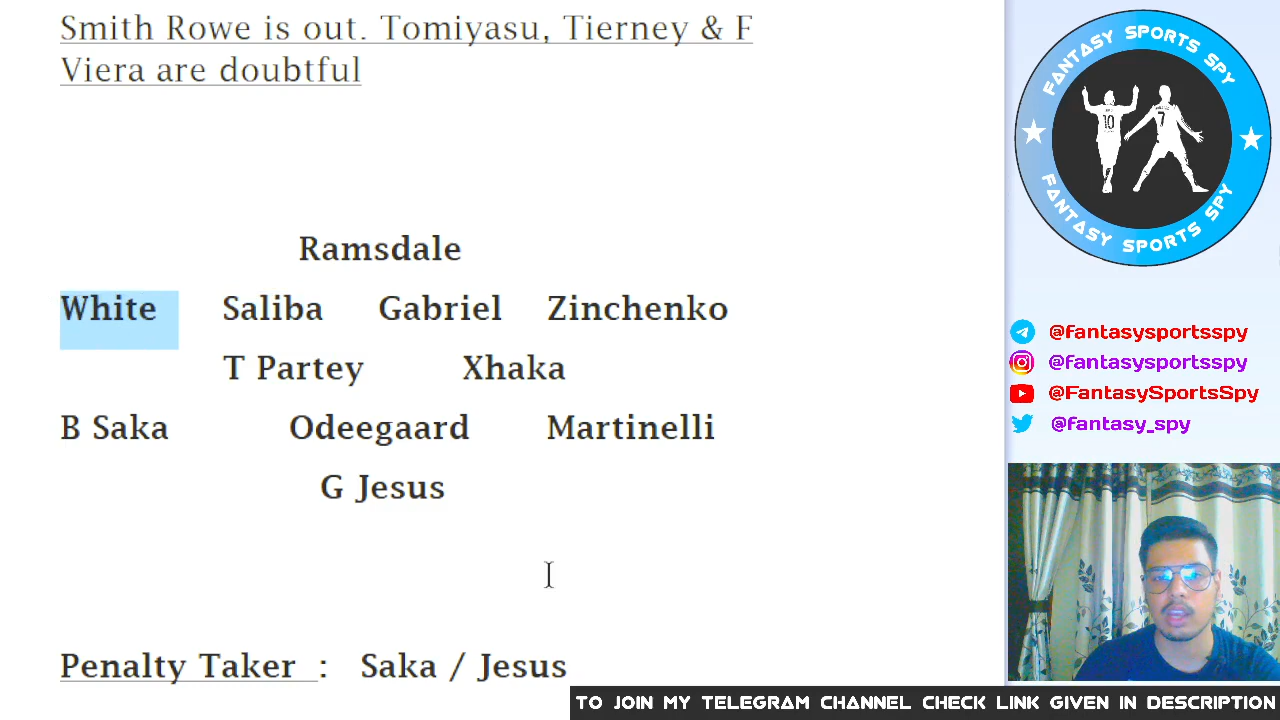 Smith Rowe is out. Tomiyasu, Tierney & F
Viera are doubtful
Ramsdale
White Saliba Gabriel Zinchenko
T Partey Xhaka
B Saka Odeegaard Martinelli
G Jesus
Penalty Taker : Saka / Jesus
FANTASY SPORTS SPY
10 7
FANTASY SPORTS SPY
@fantasysportsspy
@fantasysportsspy
@FantasySportsSpy
@fantasy_spy
TO JOIN MY TELEGRAM CHANNEL CHECK LINK GIVEN IN DESCRIPTION